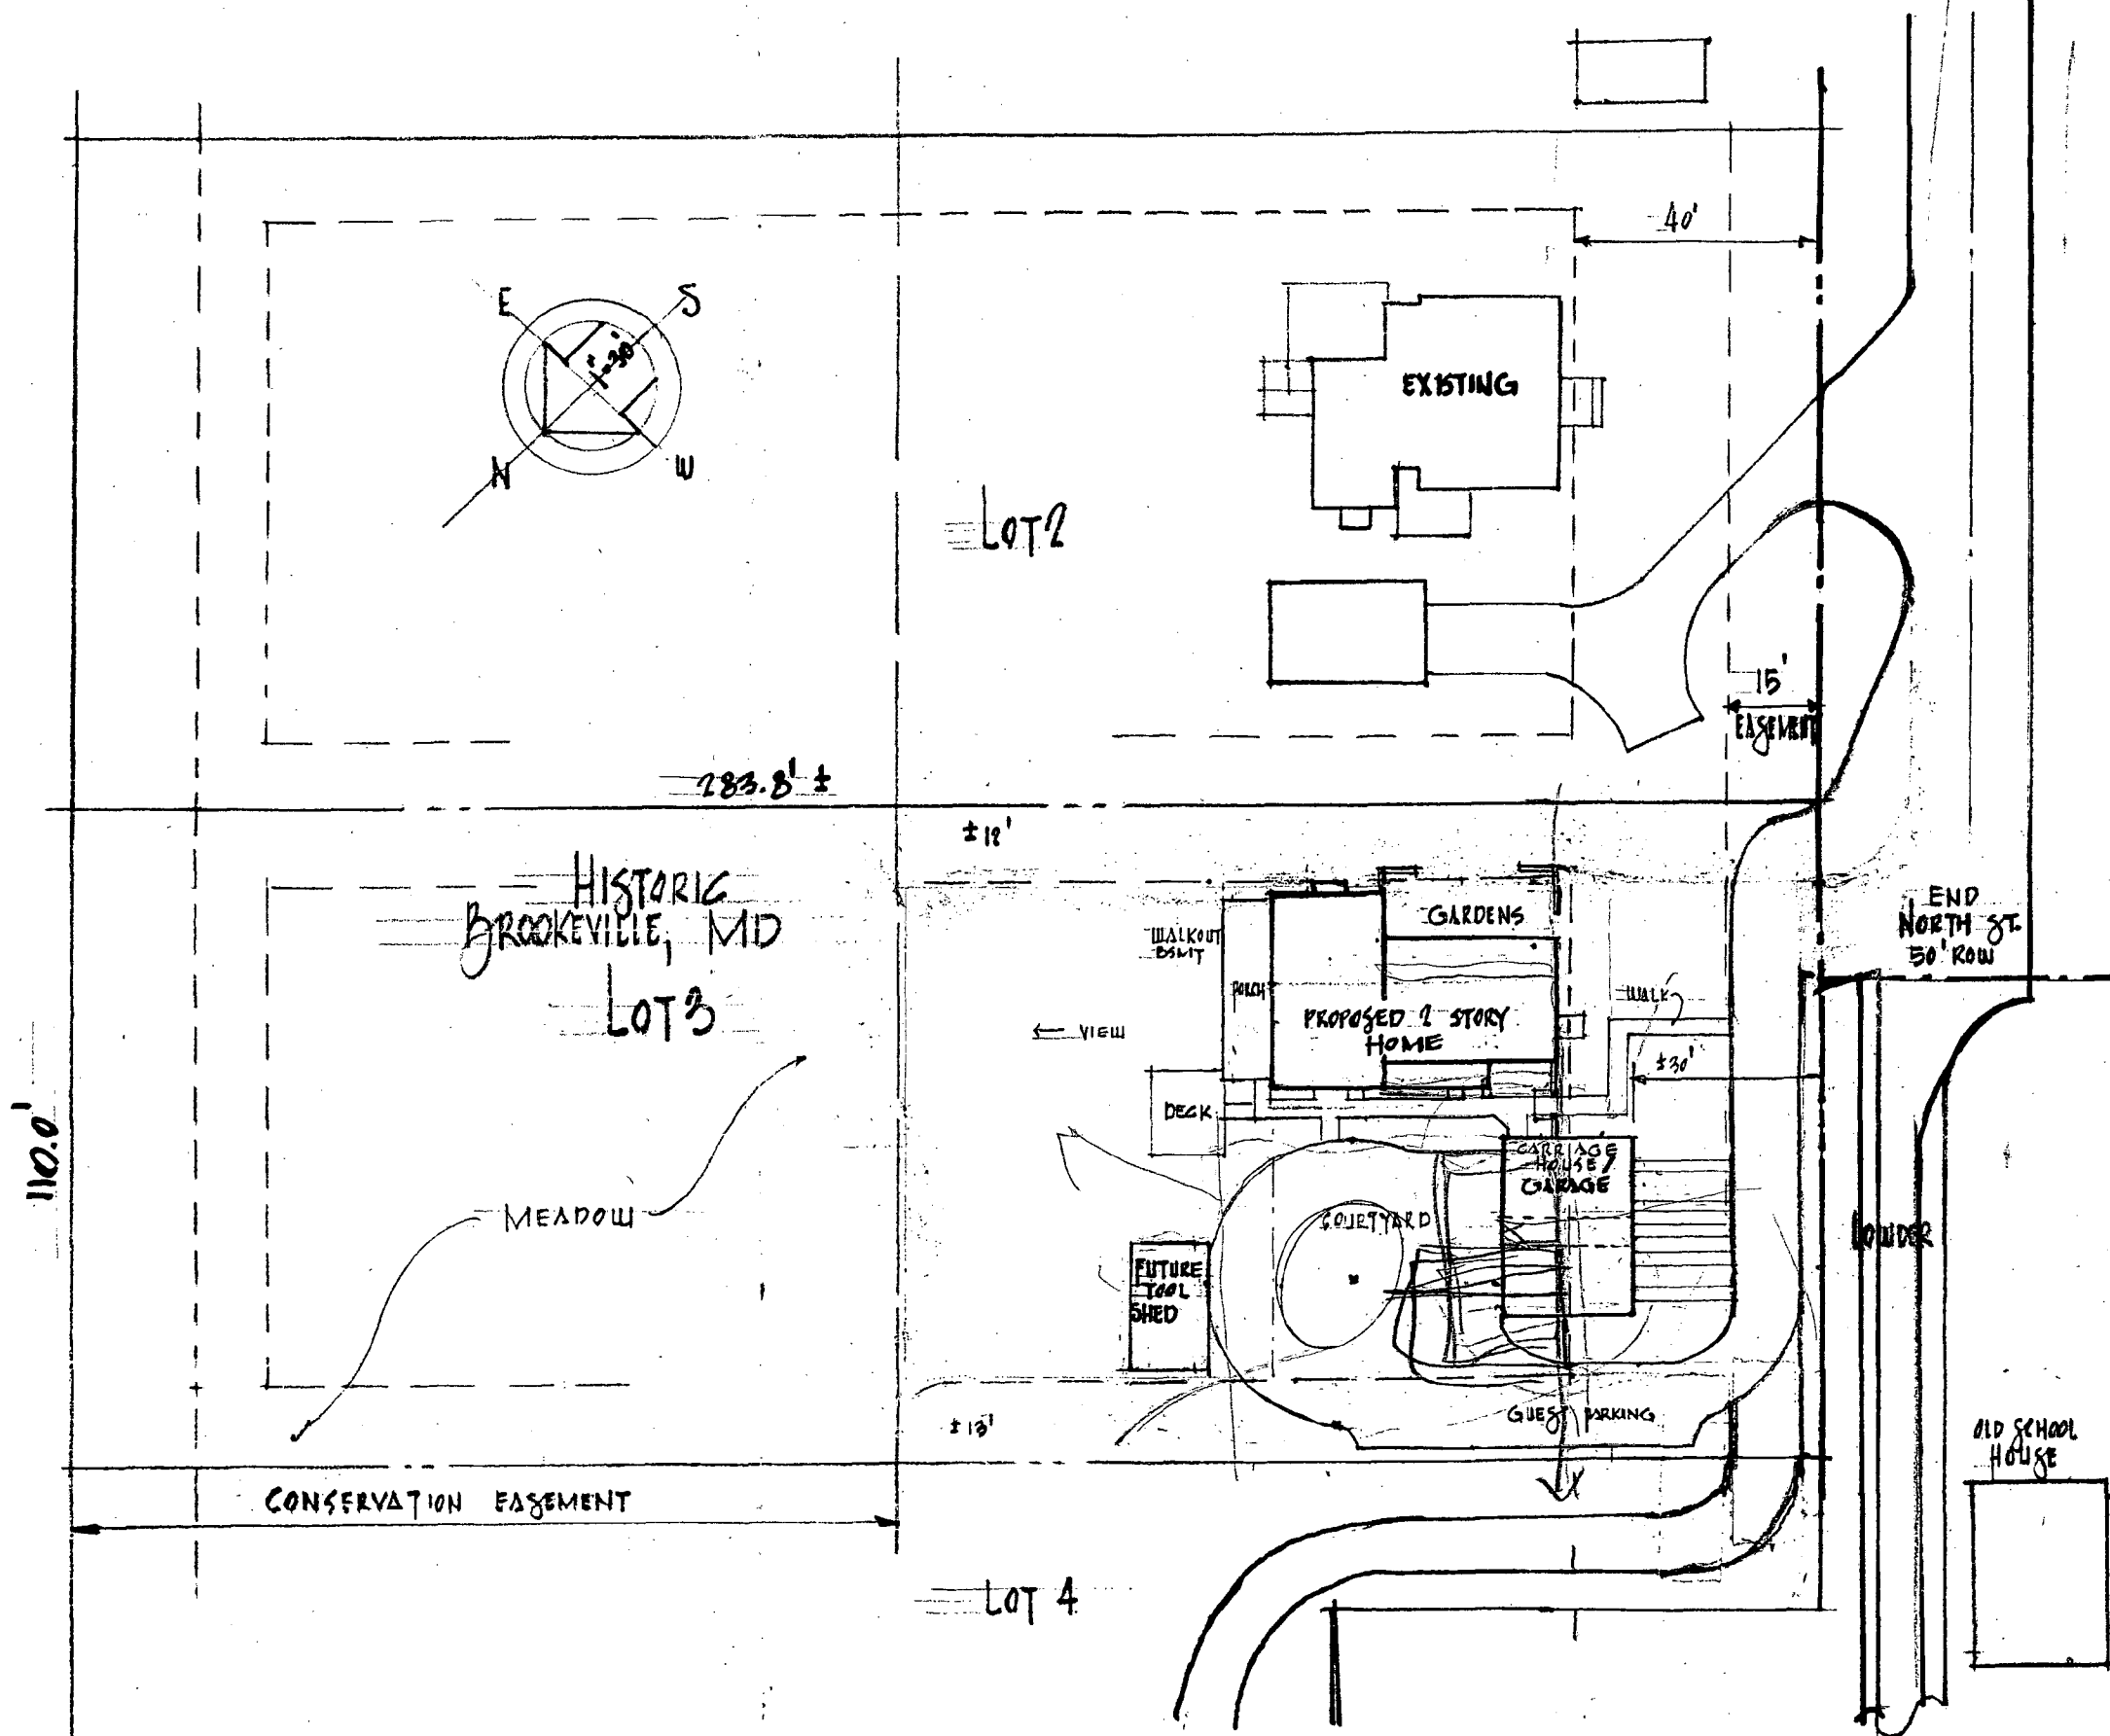 40'
E
S
1"=30'
N
W
EXISTING
LOT 2
15'
EASEMENT
283.8' ±
±12'
HISTORIC
BROOKEVILLE, MD
LOT 3
GARDENS
END
NORTH ST.
50' ROW
WALKOUT
BSMT
PORCH
WALK
← VIEW
PROPOSED 2 STORY
HOME
±30'
110.0'
DECK
CARRIAGE
HOUSE/
GARAGE
MEADOW
COURTYARD
LOWDER
FUTURE
TOOL
SHED
±13'
GUEST PARKING
OLD SCHOOL
HOUSE
CONSERVATION EASEMENT
LOT 4